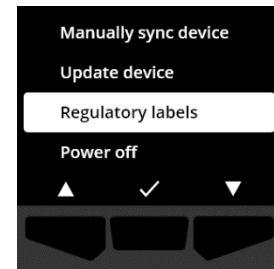 Manually sync device
Update device
Regulatory labels
Power off